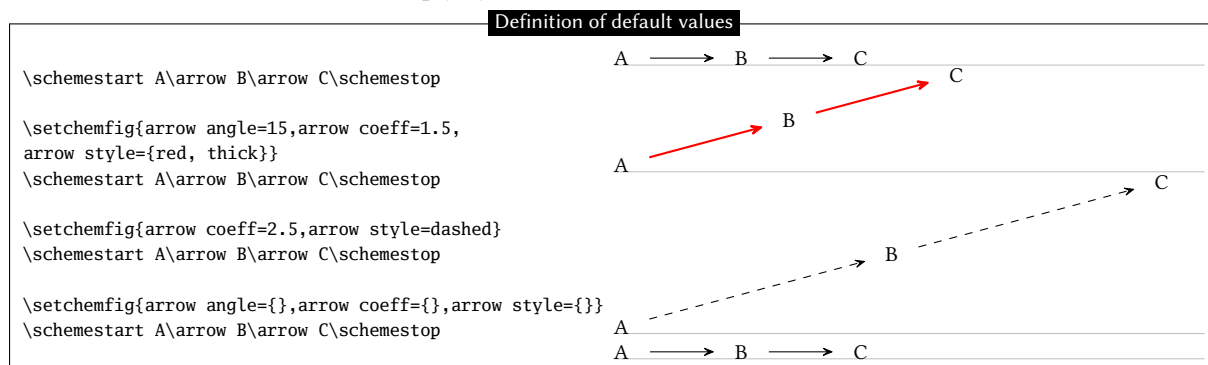 Definition of default values
\schemestart A\arrow B\arrow C\schemestop
\setchemfig{arrow angle=15,arrow coeff=1.5,
arrow style={red, thick}}
\schemestart A\arrow B\arrow C\schemestop
\setchemfig{arrow coeff=2.5,arrow style=dashed}
\schemestart A\arrow B\arrow C\schemestop
\setchemfig{arrow angle={},arrow coeff={},arrow style={}}
\schemestart A\arrow B\arrow C\schemestop
A B C
C
B
A
C
B
A
A B C